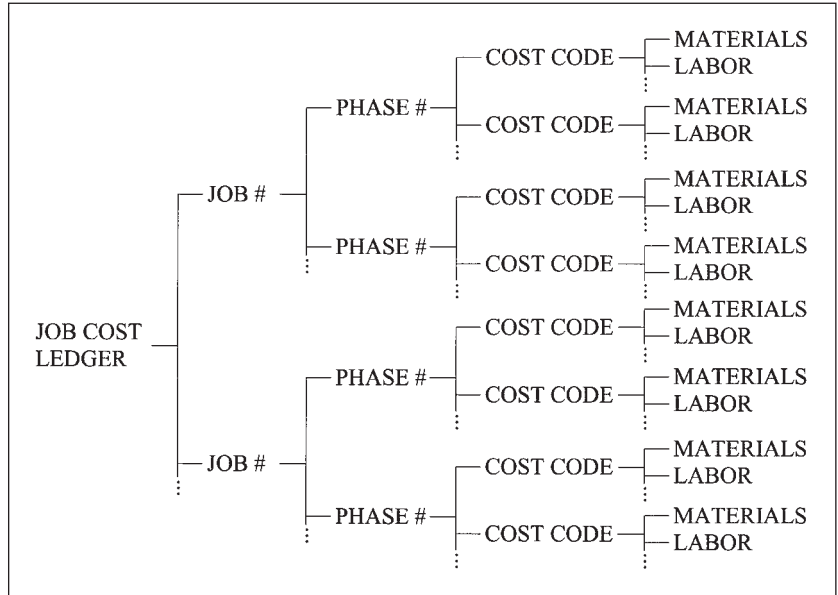 MATERIALS
COST CODE
LABOR
PHASE #
MATERIALS
COST CODE
LABOR
MATERIALS
COST CODE
LABOR
JOB #
PHASE #
MATERIALS
COST CODE
LABOR
JOB COST
LEDGER
MATERIALS
COST CODE
LABOR
PHASE #
MATERIALS
COST CODE
LABOR
MATERIALS
COST CODE
LABOR
JOB #
PHASE #
MATERIALS
COST CODE
LABOR